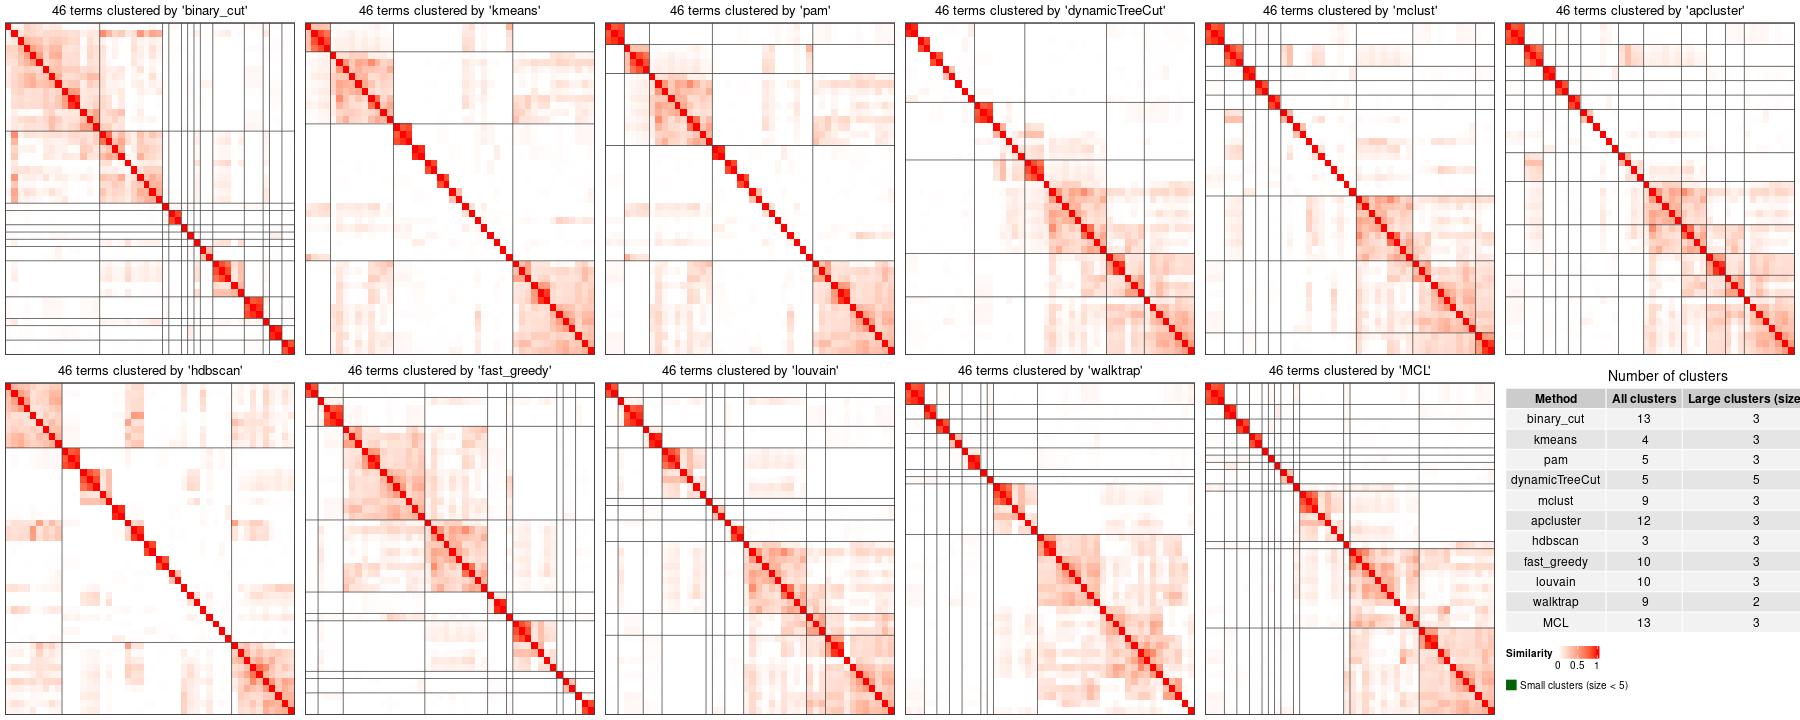 46 terms clustered by 'binary_cut'
46 terms clustered by 'kmeans'
46 terms clustered by 'pam'
46 terms clustered by 'dynamicTreeCut'
46 terms clustered by 'mclust'
46 terms clustered by 'apcluster'
46 terms clustered by 'hdbscan'
46 terms clustered by 'fast_greedy'
46 terms clustered by 'louvain'
46 terms clustered by 'walktrap'
46 terms clustered by 'MCL'
Number of clusters
Method All clusters Large clusters (size
binary_cut 13 3
kmeans 4 3
pam 5 3
dynamicTreeCut 5 5
mclust 9 3
apcluster 12 3
hdbscan 3 3
fast_greedy 10 3
louvain 10 3
walktrap 9 2
MCL 13 3
Similarity
0 0.5 1
Small clusters (size < 5)